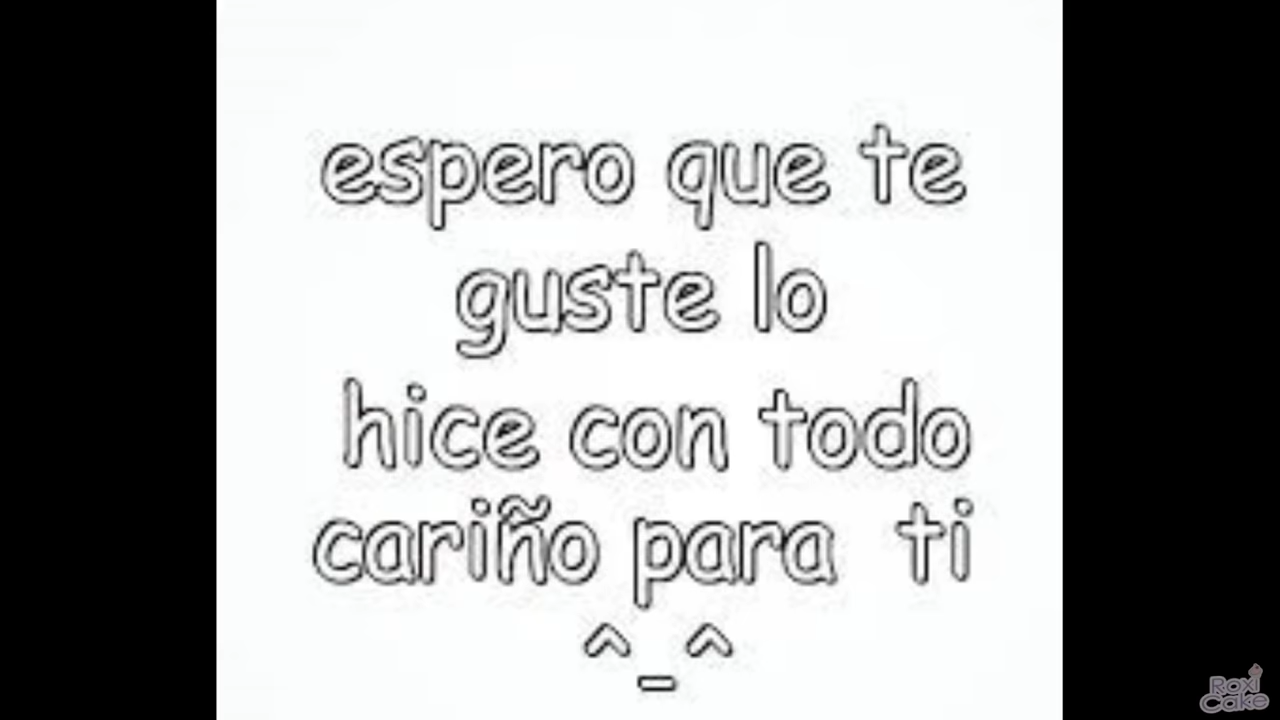 espero que te
guste lo
hice con todo
cariño para ti
^_^
Roxi
Cake